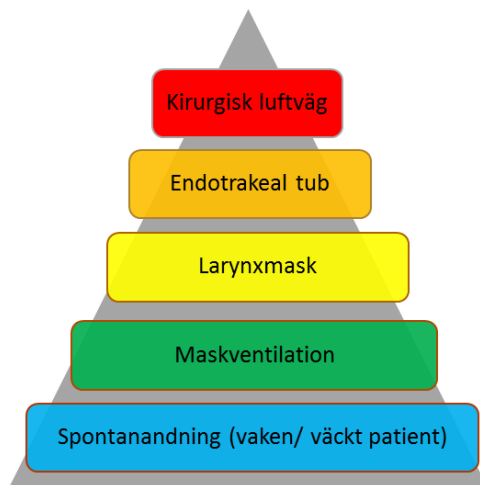 Kirurgisk luftväg
Endotrakeal tub
Larynxmask
Maskventilation
Spontanandning (vaken/ väckt patient)